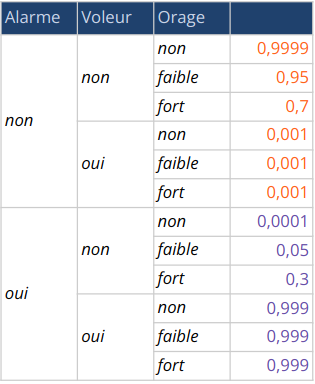 Alarme Voleur Orage
non non non 0,9999
faible 0,95
fort 0,7
oui non 0,001
faible 0,001
fort 0,001
oui non non 0,0001
faible 0,05
fort 0,3
oui non 0,999
faible 0,999
fort 0,999